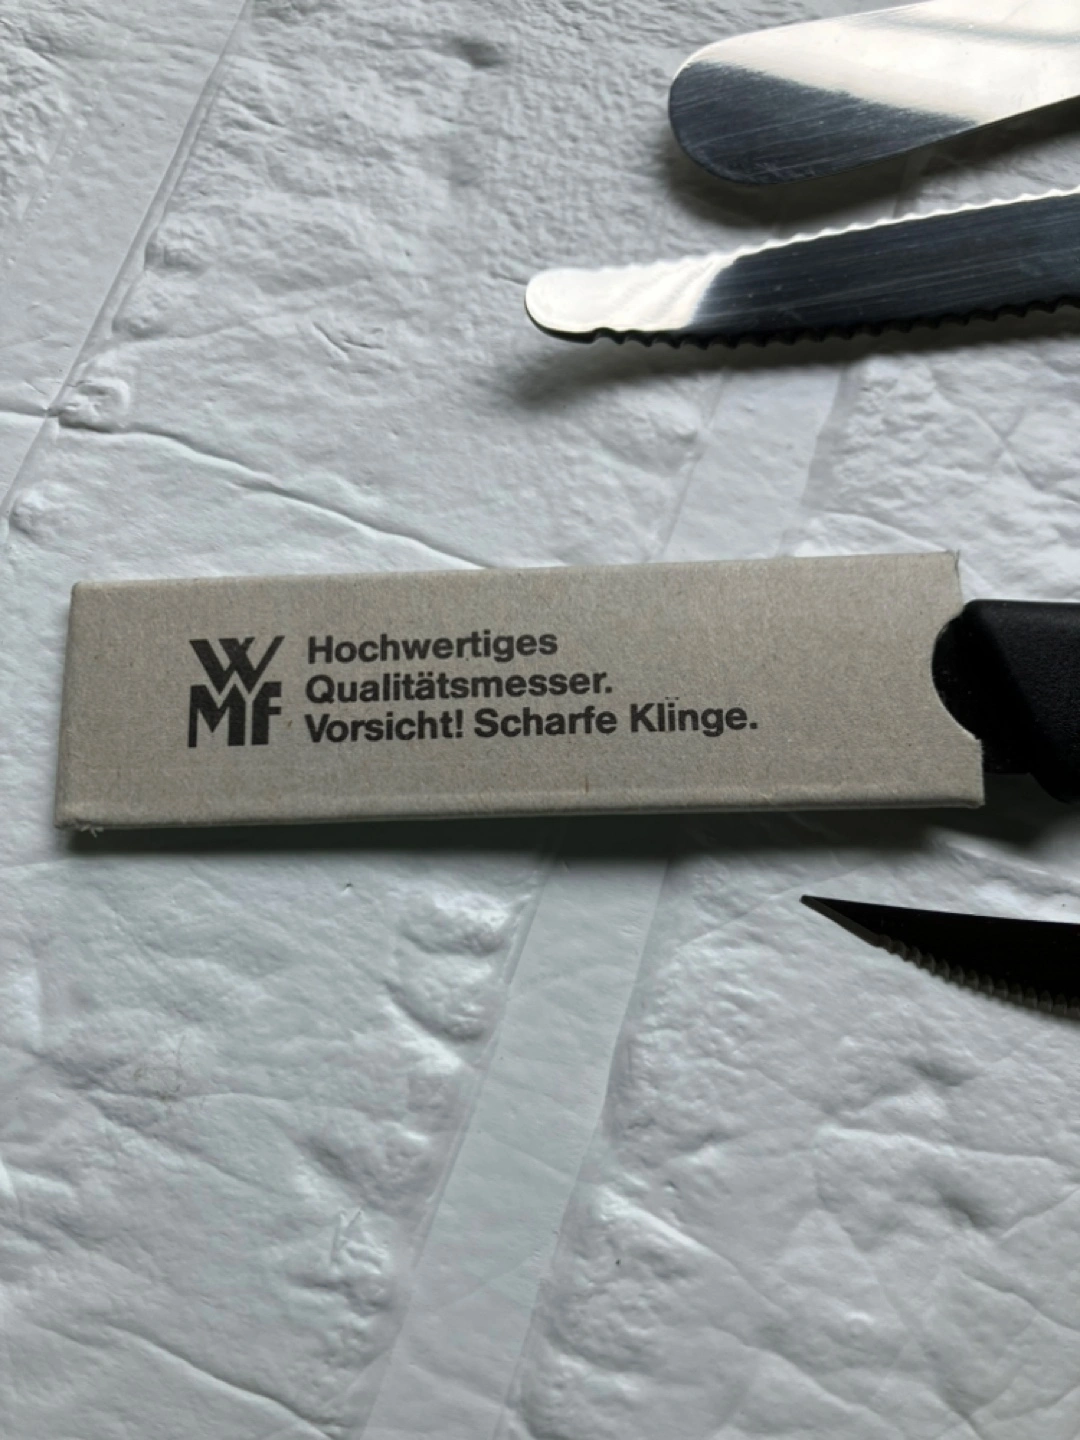 WMF
Hochwertiges
Qualitätsmesser.
Vorsicht! Scharfe Klinge.